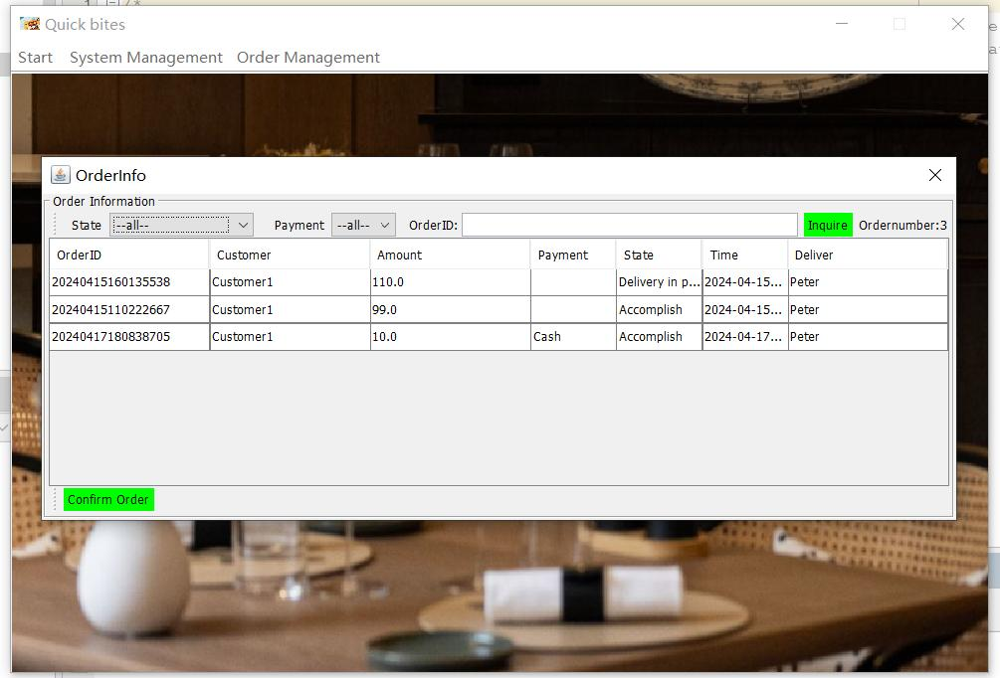 Quick bites
Start System Management Order Management
OrderInfo
Order Information
State --all-- Payment --all-- OrderID: Inquire Ordernumber:3
OrderID Customer Amount Payment State Time Deliver
20240415160135538 Customer1 110.0 Delivery in p... 2024-04-15... Peter
20240415110222667 Customer1 99.0 Accomplish 2024-04-15... Peter
20240417180838705 Customer1 10.0 Cash Accomplish 2024-04-17... Peter
Confirm Order